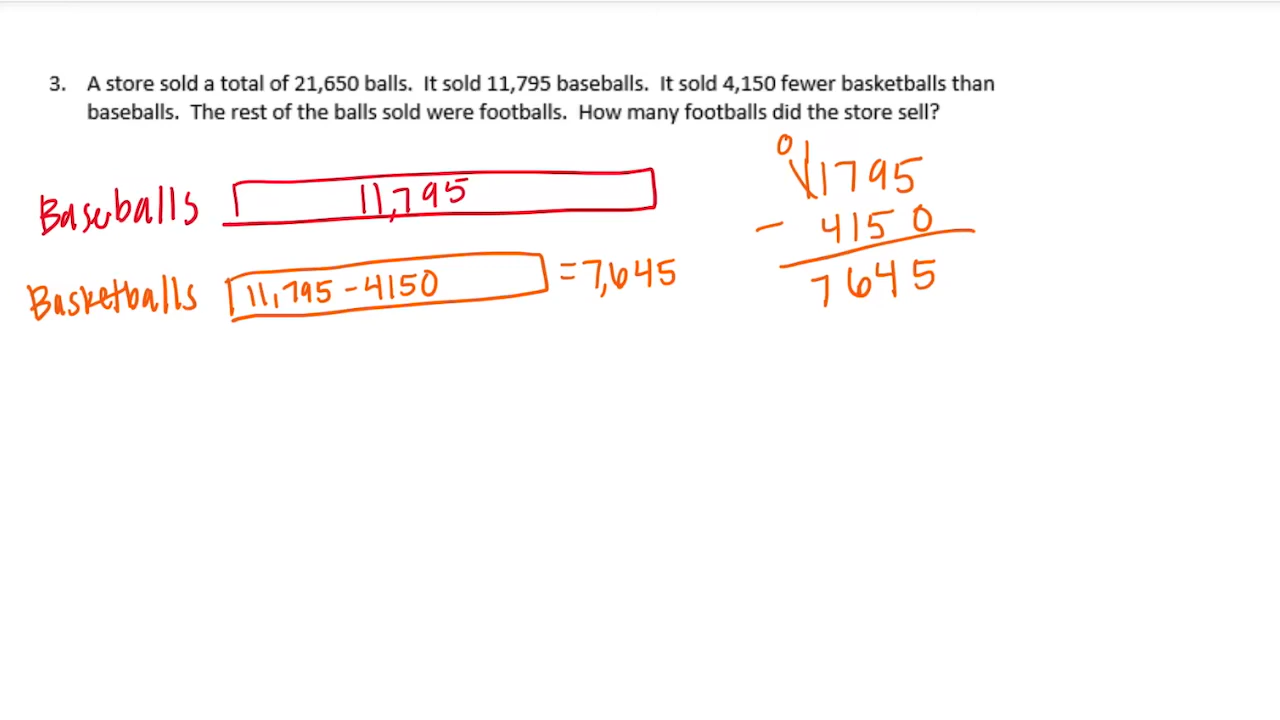 3. A store sold a total of 21,650 balls. It sold 11,795 baseballs. It sold 4,150 fewer basketballs than
baseballs. The rest of the balls sold were footballs. How many footballs did the store sell?
Baseballs 11,795
Basketballs 11,795 - 4150 = 7,645
0
11795
- 4150
7645